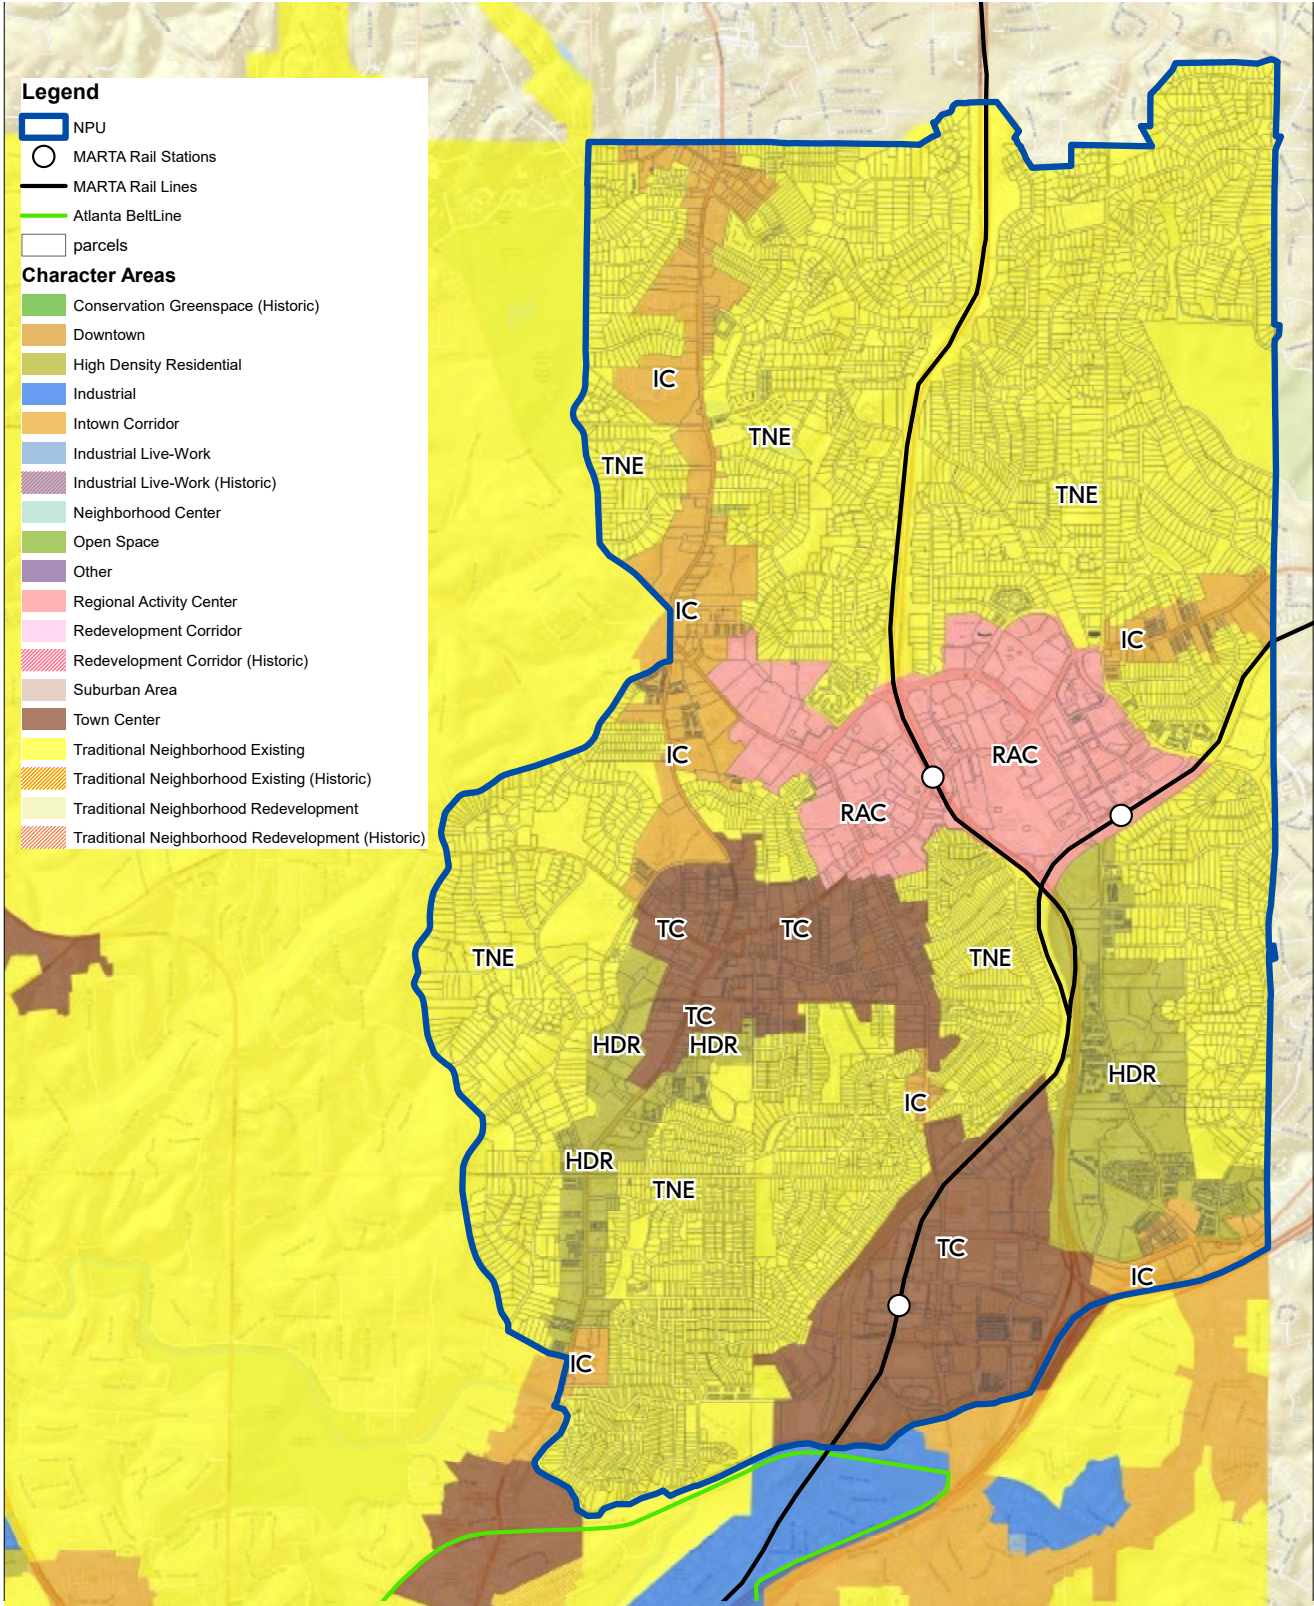 Legend
NPU
MARTA Rail Stations
MARTA Rail Lines
Atlanta BeltLine
parcels
Character Areas
Conservation Greenspace (Historic)
Downtown
High Density Residential
Industrial
Intown Corridor
Industrial Live-Work
Industrial Live-Work (Historic)
Neighborhood Center
Open Space
Other
Regional Activity Center
Redevelopment Corridor
Redevelopment Corridor (Historic)
Suburban Area
Town Center
Traditional Neighborhood Existing
Traditional Neighborhood Existing (Historic)
Traditional Neighborhood Redevelopment
Traditional Neighborhood Redevelopment (Historic)
IC
TNE
TNE
TNE
IC
IC
IC
RAC
RAC
TC
TC
TNE
TNE
TC
HDR
HDR
HDR
IC
HDR
TNE
TC
IC
IC